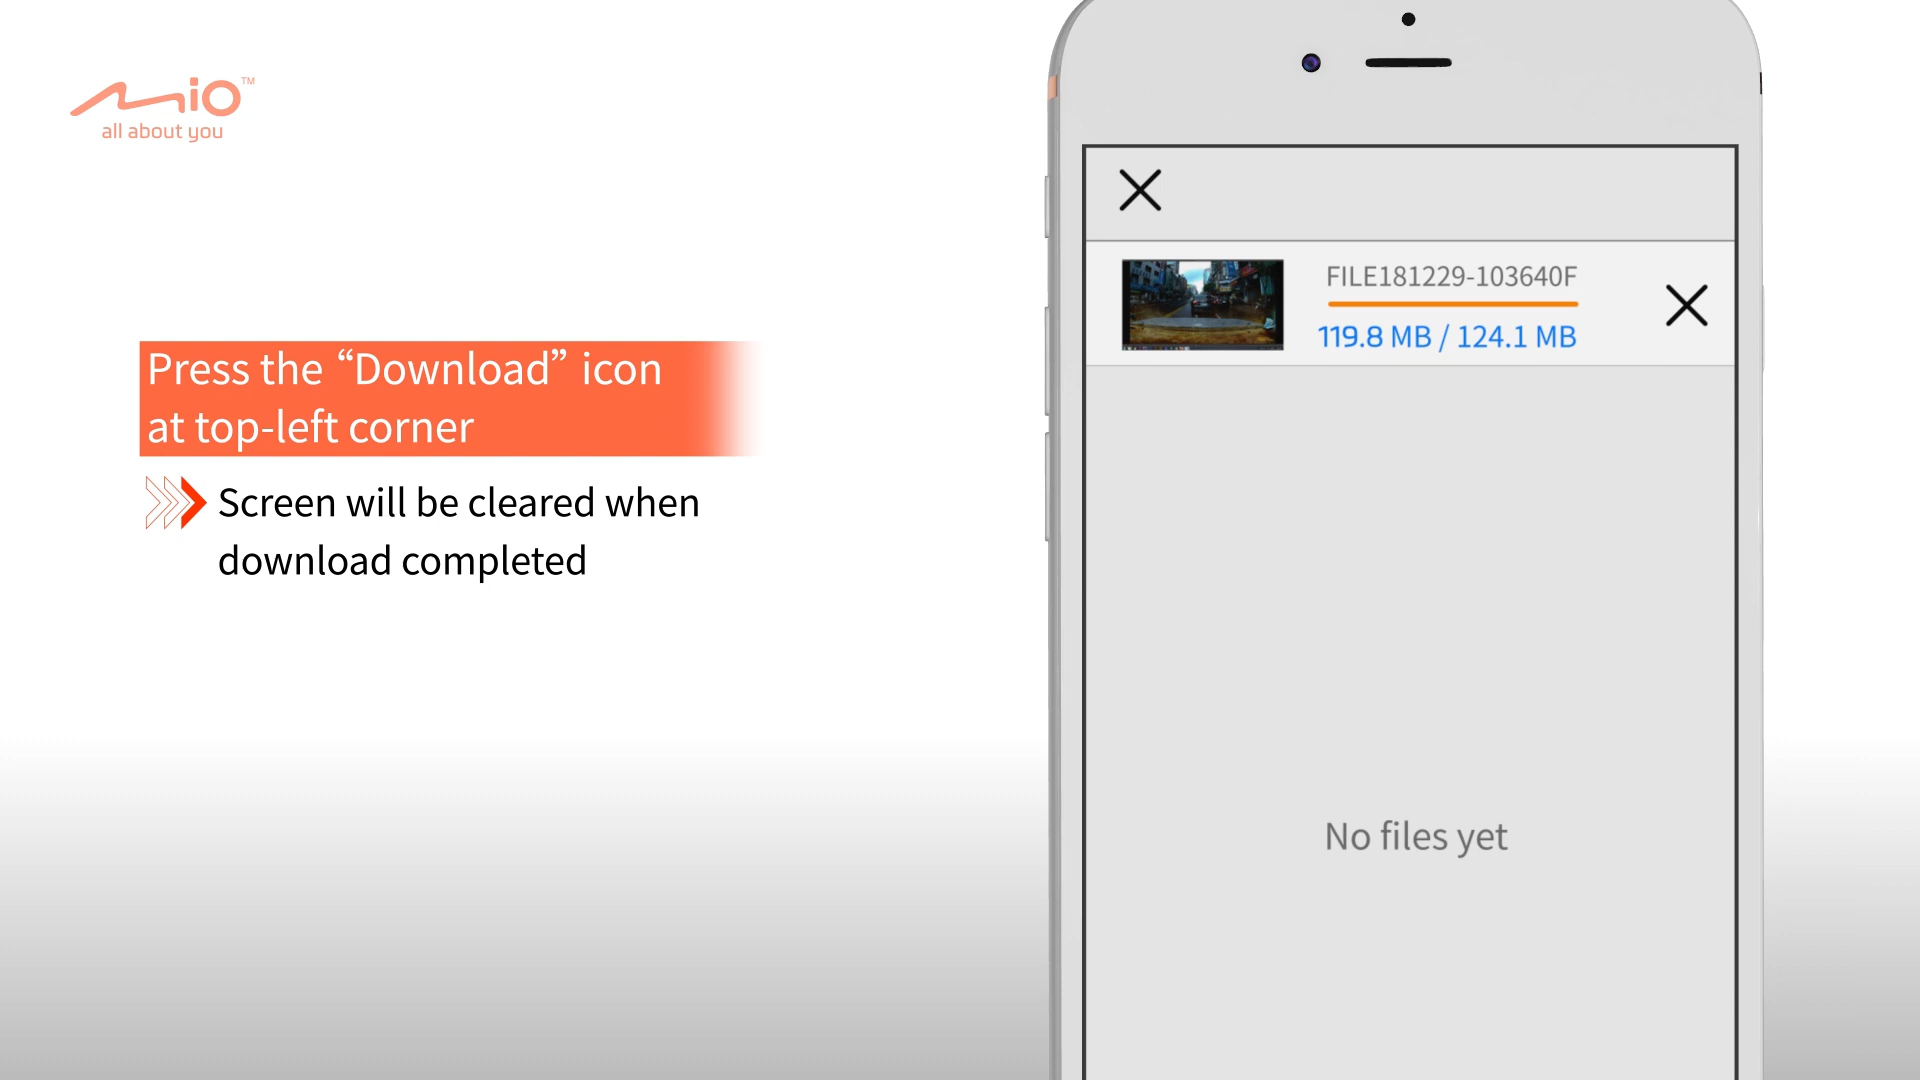 MiO™
all about you
Press the “Download” icon
at top-left corner
Screen will be cleared when
download completed
FILE181229-103640F
119.8 MB / 124.1 MB
No files yet